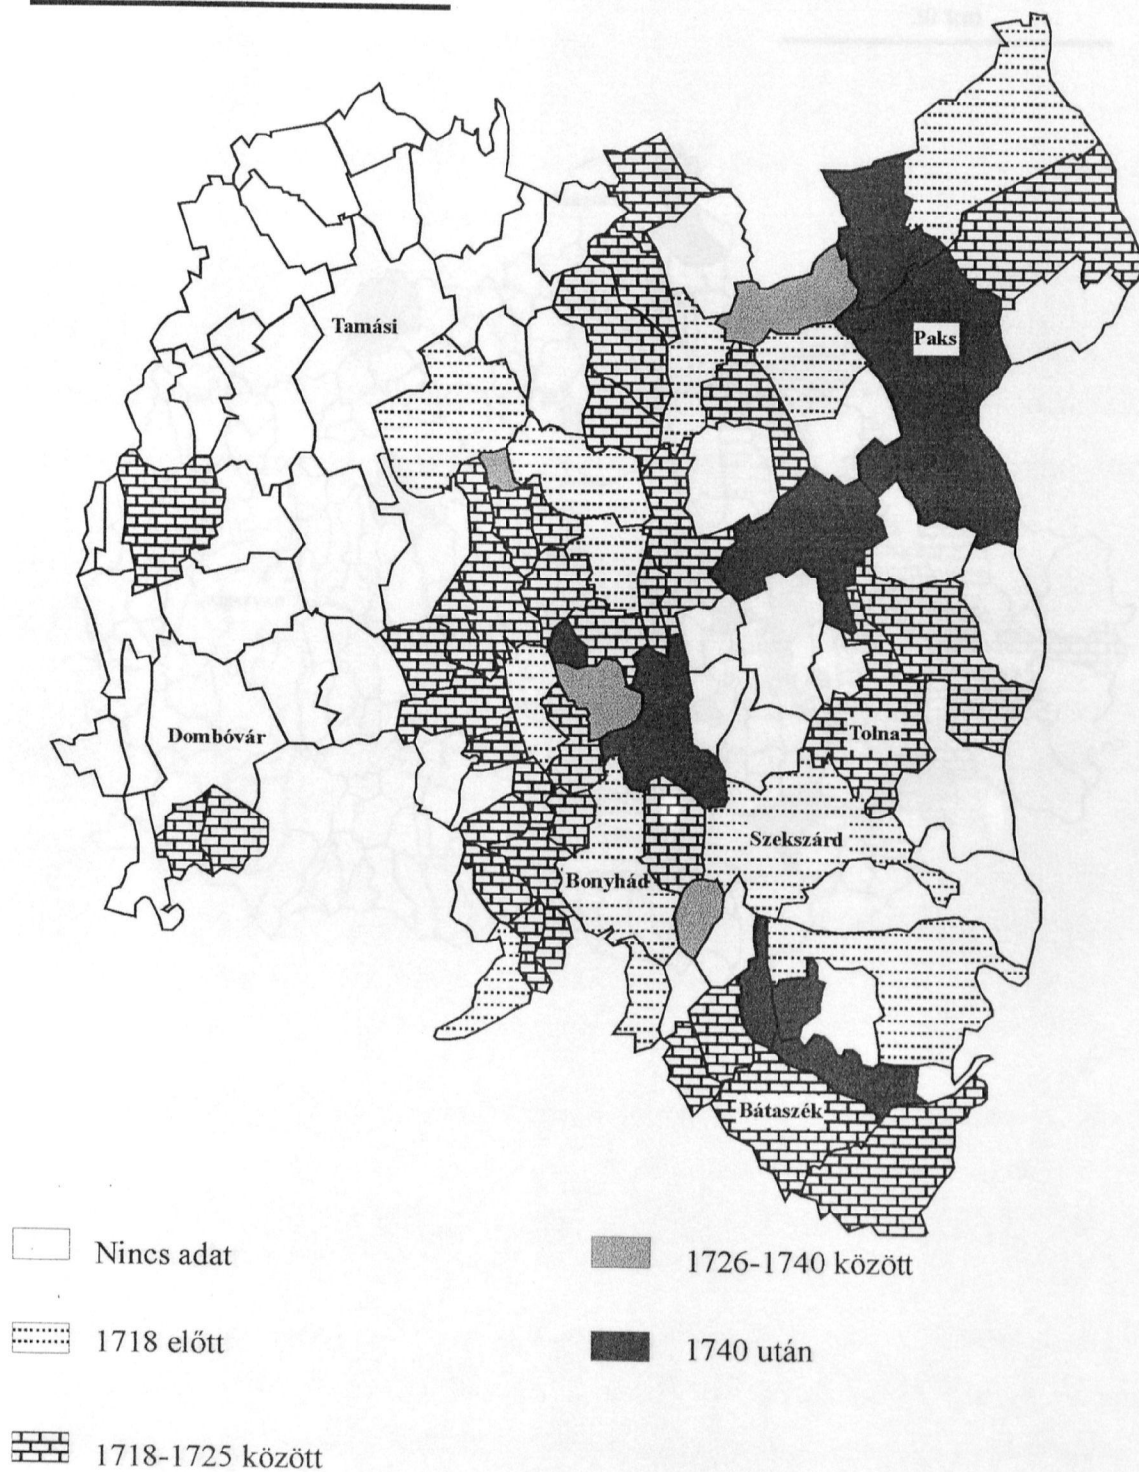 Tamási
Paks
Dombóvár
Tolna
Szekszárd
Bonyhád
Bátaszék
Nincs adat
1726-1740 között
1718 előtt
1740 után
1718-1725 között